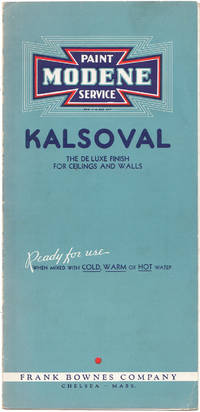 PAINT
MODENE
SERVICE
KALSOVAL
THE DE LUXE FINISH
FOR CEILINGS AND WALLS
Ready for use
WHEN MIXED WITH COLD, WARM OR HOT WATER
FRANK BOWNES COMPANY
CHELSEA - MASS.